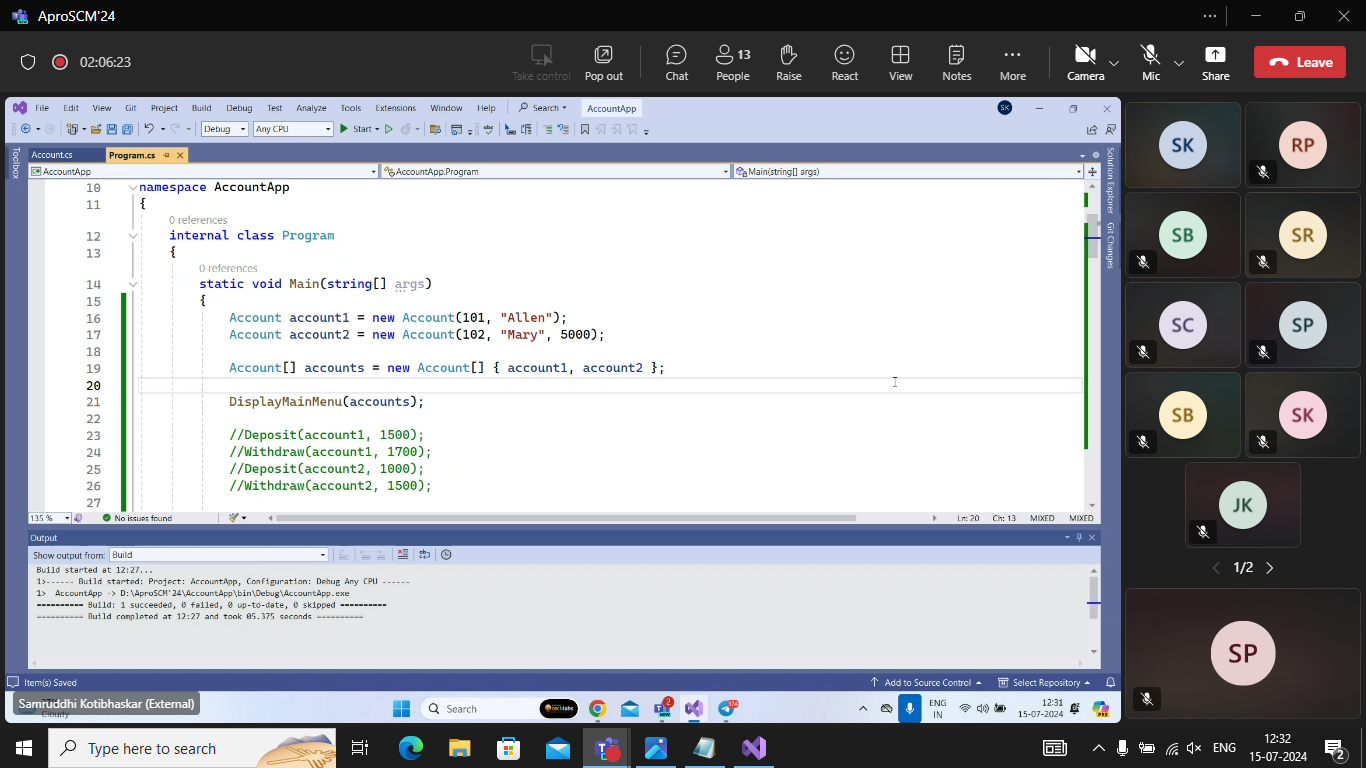 AproSCM'24
02:06:23
Take control
Pop out
Chat
People 13
Raise
React
View
Notes
More
Camera
Mic
Share
Leave
File Edit View Git Project Build Debug Test Analyze Tools Extensions Window Help Search AccountApp SK
Debug Any CPU Start
Toolbox
Account.cs Program.cs
AccountApp AccountApp.Program Main(string[] args)
10 namespace AccountApp
11 {
0 references
12 internal class Program
13 {
0 references
14 static void Main(string[] args)
15 {
16 Account account1 = new Account(101, "Allen");
17 Account account2 = new Account(102, "Mary", 5000);
18
19 Account[] accounts = new Account[] { account1, account2 };
20
21 DisplayMainMenu(accounts);
22
23 //Deposit(account1, 1500);
24 //Withdraw(account1, 1700);
25 //Deposit(account2, 1000);
26 //Withdraw(account2, 1500);
27
Solution Explorer
Git Changes
135 % No issues found Ln: 20 Ch: 13 MIXED MIXED
Output
Show output from: Build
Build started at 12:27...
1>------ Build started: Project: AccountApp, Configuration: Debug Any CPU ------
1> AccountApp -> D:\AproSCM'24\AccountApp\bin\Debug\AccountApp.exe
========== Build: 1 succeeded, 0 failed, 0 up-to-date, 0 skipped ==========
========== Build completed at 12:27 and took 05.375 seconds ==========
Item(s) Saved Add to Source Control Select Repository
Samruddhi Kotibhaskar (External)
Cloudy
Search
techlabs
2
NEW
174
ENG
IN
12:31
15-07-2024
PRE
SK
RP
SB
SR
SC
SP
SB
SK
JK
1/2
SP
Type here to search
ENG
12:32
15-07-2024
2